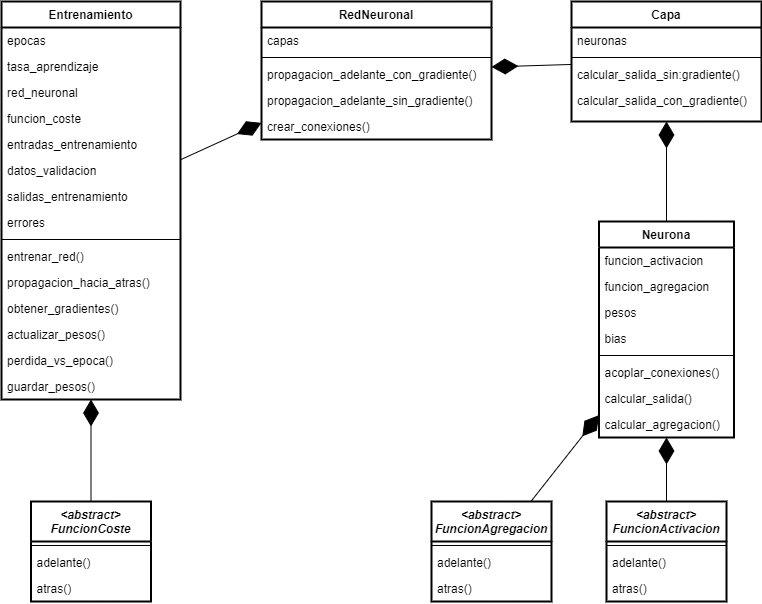 Entrenamiento
epocas
tasa_aprendizaje
red_neuronal
funcion_coste
entradas_entrenamiento
datos_validacion
salidas_entrenamiento
errores
entrenar_red()
propagacion_hacia_atras()
obtener_gradientes()
actualizar_pesos()
perdida_vs_epoca()
guardar_pesos()
RedNeuronal
capas
propagacion_adelante_con_gradiente()
propagacion_adelante_sin_gradiente()
crear_conexiones()
Capa
neuronas
calcular_salida_sin:gradiente()
calcular_salida_con_gradiente()
Neurona
funcion_activacion
funcion_agregacion
pesos
bias
acoplar_conexiones()
calcular_salida()
calcular_agregacion()
<abstract>
FuncionCoste
adelante()
atras()
<abstract>
FuncionAgregacion
adelante()
atras()
<abstract>
FuncionActivacion
adelante()
atras()